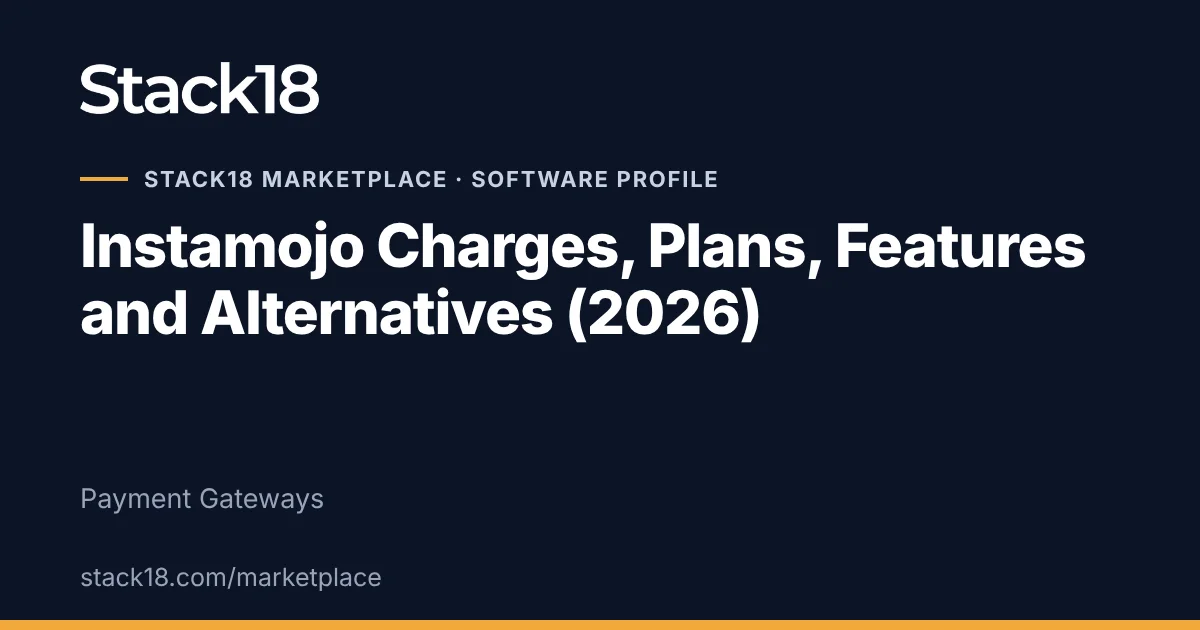 Stack18
STACK18 MARKETPLACE · SOFTWARE PROFILE
Instamojo Charges, Plans, Features
and Alternatives (2026)
Payment Gateways
stack18.com/marketplace